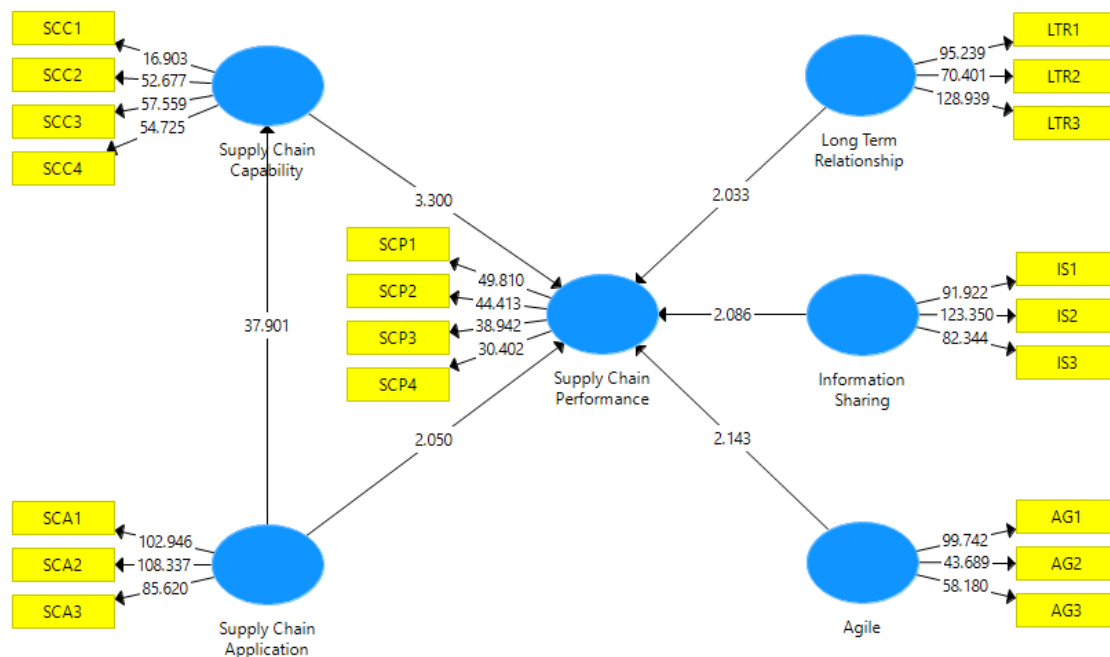 SCC1
SCC2
SCC3
SCC4
16.903
52.677
57.559
54.725
Supply Chain
Capability
LTR1
LTR2
LTR3
95.239
70.401
128.939
Long Term
Relationship
3.300
2.033
SCP1
SCP2
SCP3
SCP4
49.810
44.413
38.942
30.402
Supply Chain
Performance
37.901
2.086
IS1
IS2
IS3
91.922
123.350
82.344
Information
Sharing
2.050
2.143
SCA1
SCA2
SCA3
102.946
108.337
85.620
Supply Chain
Application
AG1
AG2
AG3
99.742
43.689
58.180
Agile